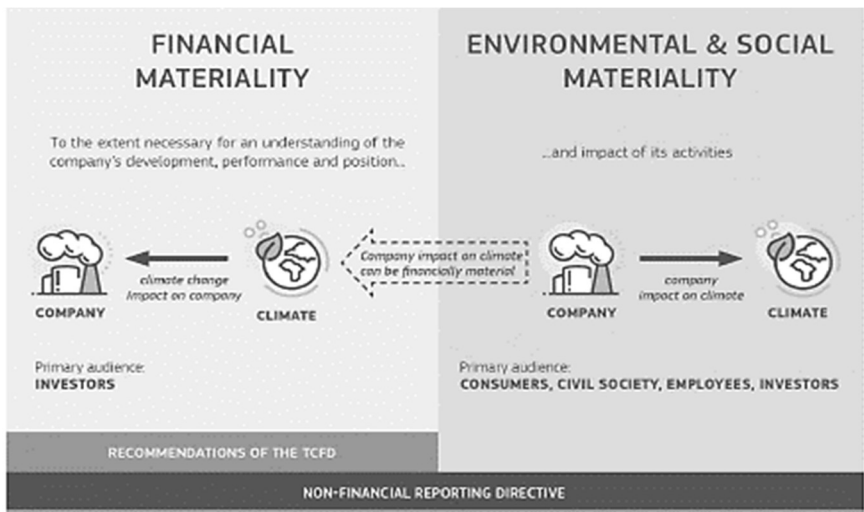 FINANCIAL
MATERIALITY
To the extent necessary for an understanding of the
company's development, performance and position...
climate change
impact on company
COMPANY
CLIMATE
Primary audience:
INVESTORS
RECOMMENDATIONS OF THE TCFD
Company impact on climate
can be financially material
ENVIRONMENTAL & SOCIAL
MATERIALITY
...and impact of its activities
company
impact on climate
COMPANY
CLIMATE
Primary audience:
CONSUMERS, CIVIL SOCIETY, EMPLOYEES, INVESTORS
NON-FINANCIAL REPORTING DIRECTIVE